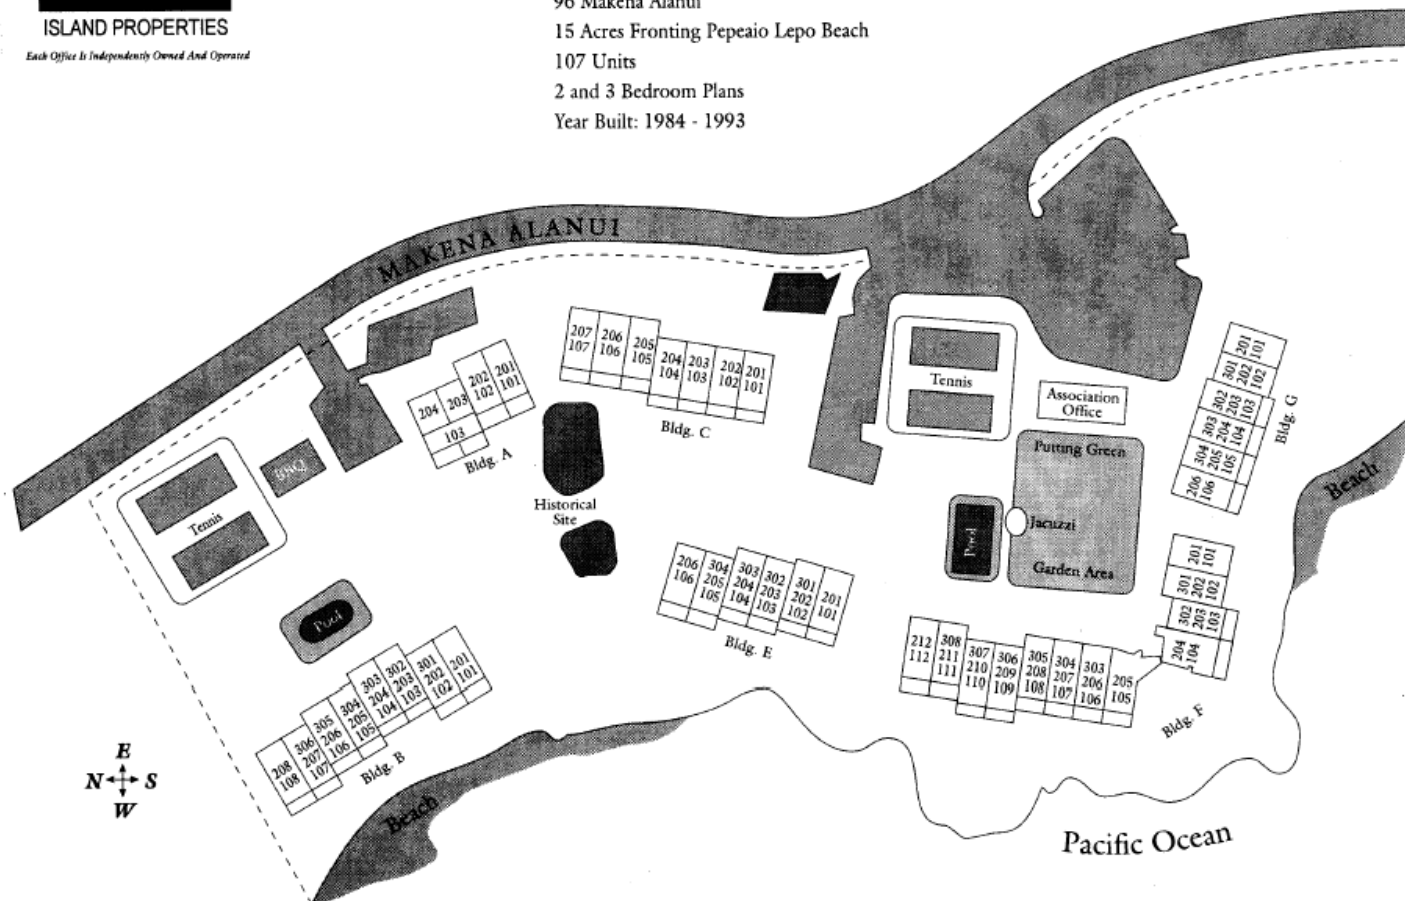 ISLAND PROPERTIES
Each Office Is Independently Owned And Operated
96 Makena Alanui
15 Acres Fronting Pepeaio Lepo Beach
107 Units
2 and 3 Bedroom Plans
Year Built: 1984 - 1993
MAKENA ALANUI
207 206 205 204 203 202 201
107 106 105 104 103 102 101
Bldg. C
204 203 202 201
103 102 101
Bldg. A
BBQ
Tennis
Pool
Historical
Site
Tennis
Association
Office
Putting Green
Jacuzzi
Garden Area
Pool
201
101
301
202
102
302
203
103
303
204
104
304
205
105
206
106
Bldg. G
Beach
206 304 303 302 301 201
106 205 204 203 202 101
105 104 103 102
Bldg. E
201
101
301
202
102
302
203
103
204
104
212 308 307 306 305 304 303 205
112 211 210 209 208 207 206 105
111 110 109 108 107 106
Bldg. F
208 306 305 304 303 302 301 201
108 207 206 205 204 203 202 101
107 106 105 104 103 102
Bldg. B
Beach
E
N S
W
Pacific Ocean